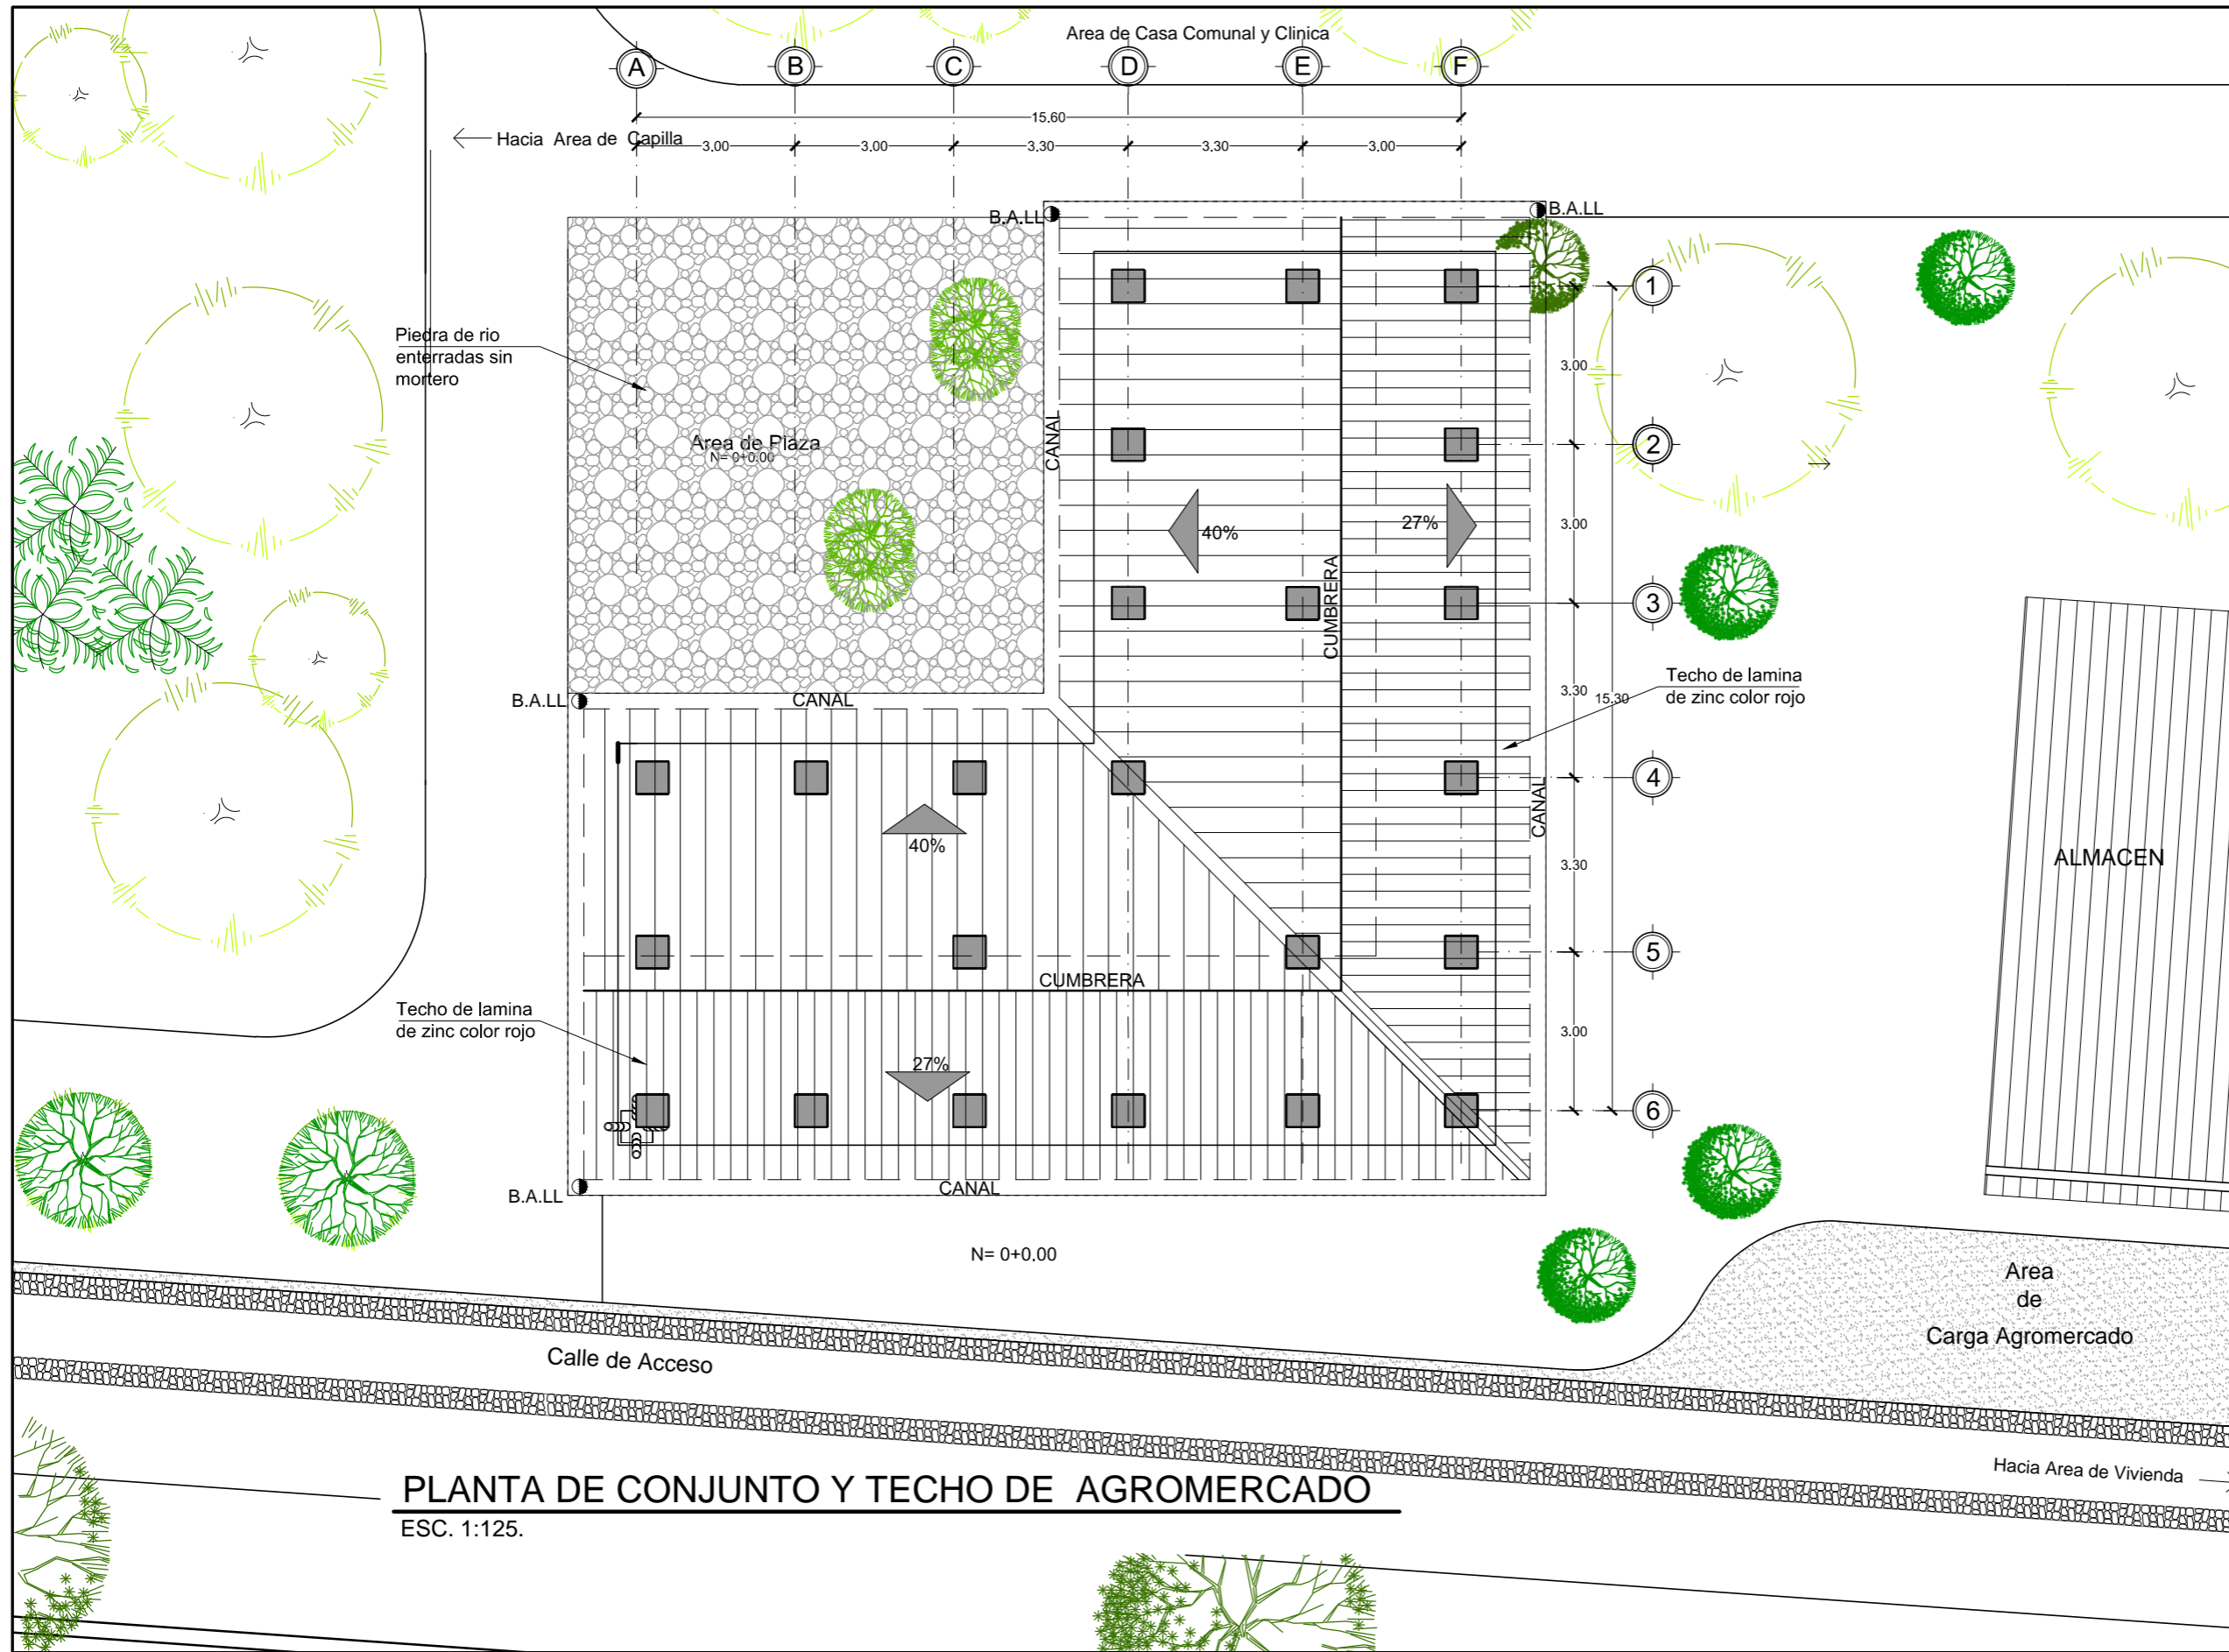 Area de Casa Comunal y Clinica
A
B
C
D
E
F
15.60
Hacia Area de Capilla
3.00
3.00
3.30
3.30
3.00
B.A.LL
B.A.LL
1
Piedra de rio
enterradas sin
mortero
3.00
Area de Plaza
N= 0+0.00
CANAL
2
40%
27%
3.00
CUMBRERA
3
Techo de lamina
de zinc color rojo
3.30
15.30
B.A.LL
CANAL
4
CANAL
40%
3.30
ALMACEN
5
CUMBRERA
Techo de lamina
de zinc color rojo
3.00
27%
6
B.A.LL
CANAL
N= 0+0.00
Area
de
Carga Agromercado
Calle de Acceso
Hacia Area de Vivienda
PLANTA DE CONJUNTO Y TECHO DE AGROMERCADO
ESC. 1:125.